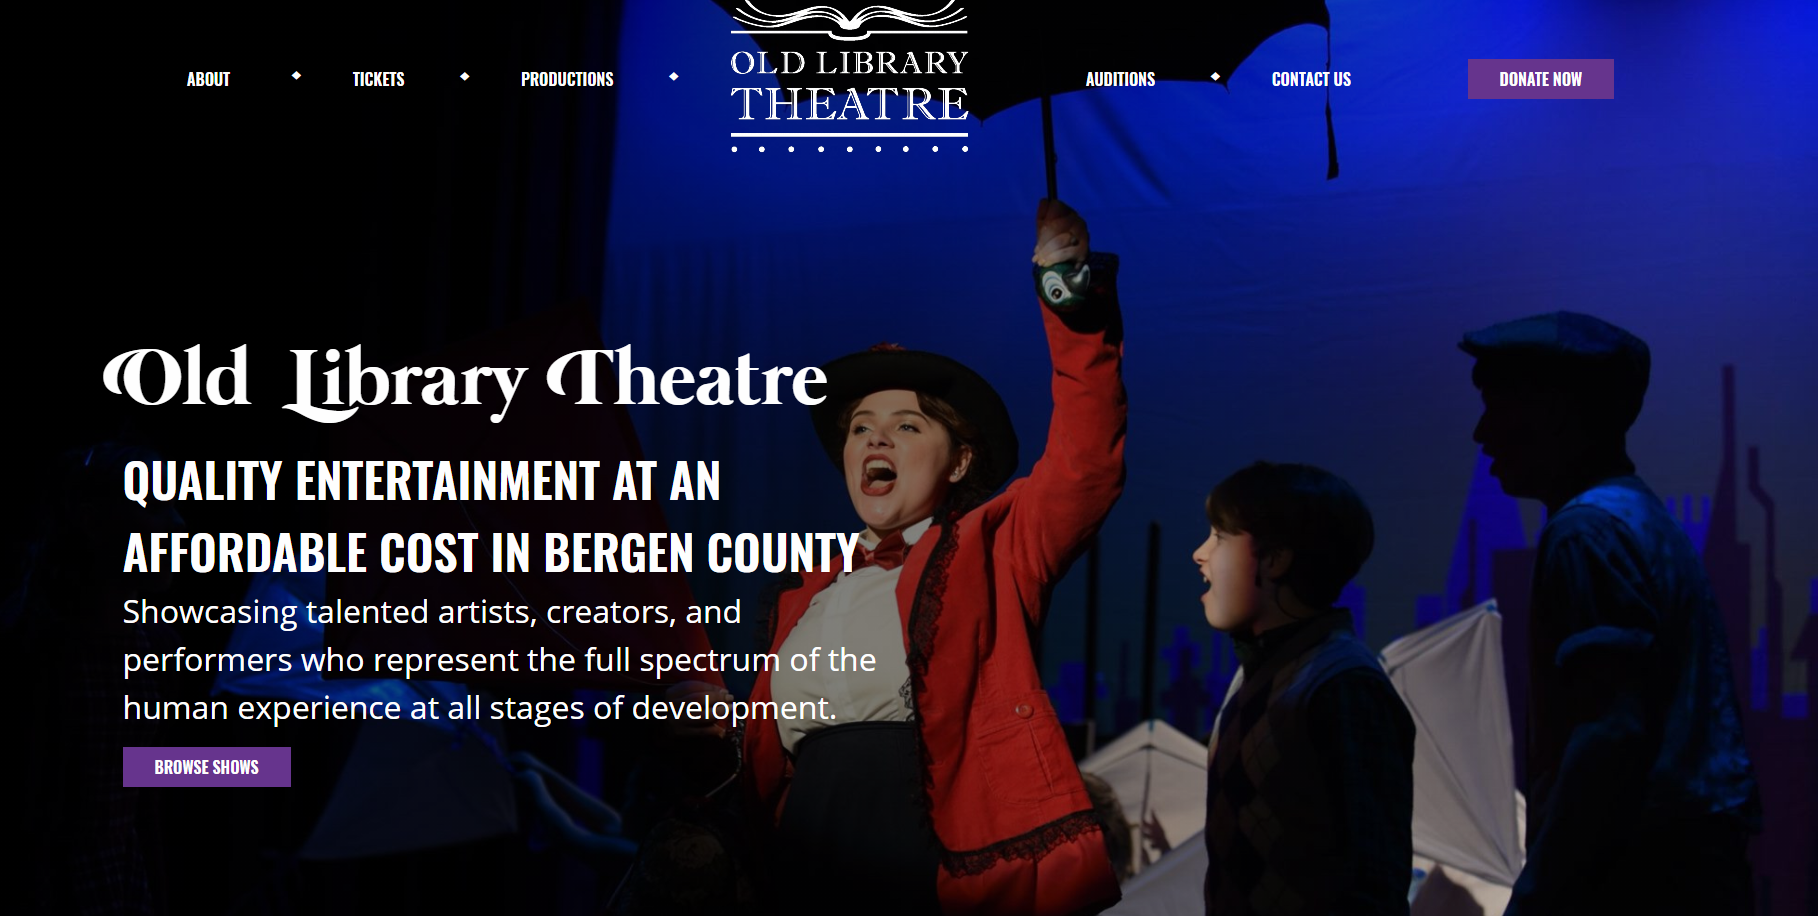 ABOUT
TICKETS
PRODUCTIONS
OLD LIBRARY
THEATRE
AUDITIONS
CONTACT US
DONATE NOW
Old Library Theatre
QUALITY ENTERTAINMENT AT AN
AFFORDABLE COST IN BERGEN COUNTY
Showcasing talented artists, creators, and
performers who represent the full spectrum of the
human experience at all stages of development.
BROWSE SHOWS